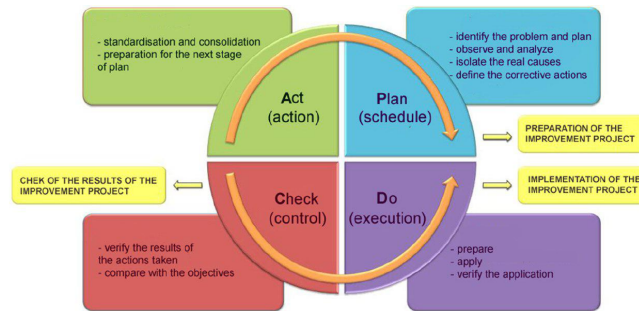 - standardisation and consolidation
- preparation for the next stage
of plan
- identify the problem and plan
- observe and analyze
- isolate the real causes
- define the corrective actions
Act
(action)
Plan
(schedule)
PREPARATION OF THE
IMPROVEMENT PROJECT
CHEK OF THE RESULTS OF THE
IMPROVEMENT PROJECT
IMPLEMENTATION OF THE
IMPROVEMENT PROJECT
Check
(control)
Do
(execution)
- verify the results of
the actions taken
- compare with the objectives
- prepare
- apply
- verify the application